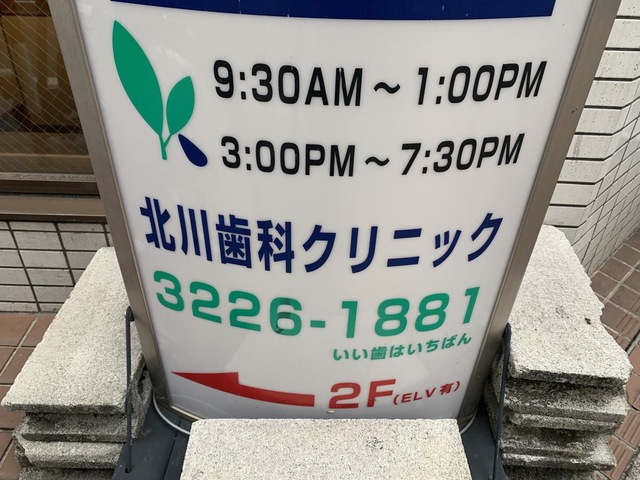 9:30AM～1:00PM
3:00PM～7:30PM
北川歯科クリニック
3226-1881
いい歯はいちばん
2F(ELV有)